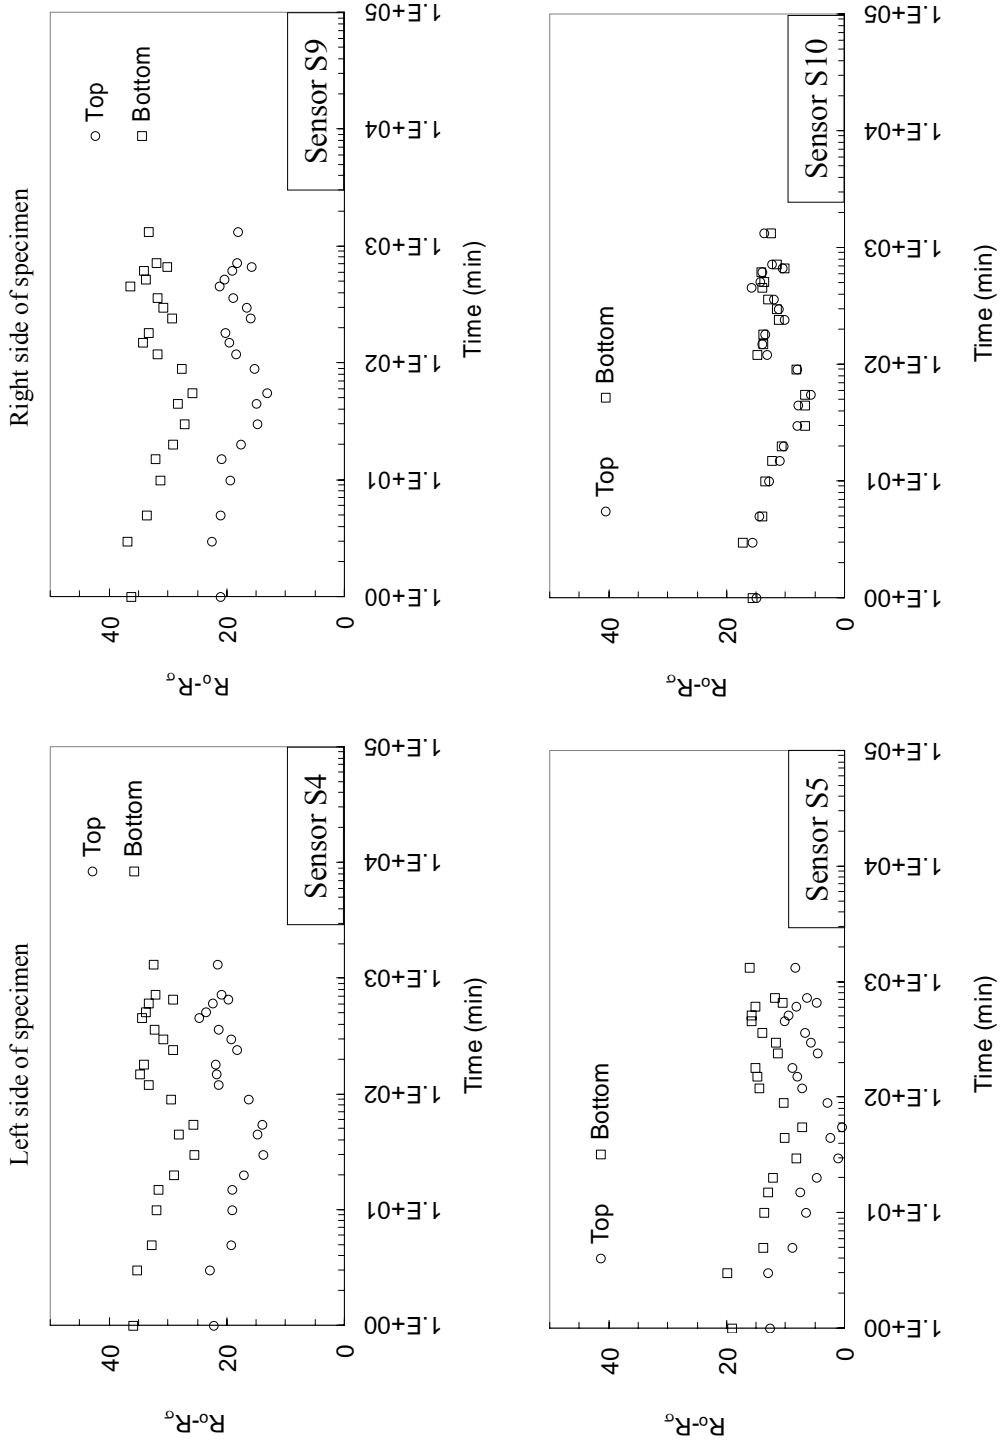 Left side of specimen
Right side of specimen
R₀-Rσ
40
20
0
Top
Bottom
Sensor S4
1.E+00
1.E+01
1.E+02
1.E+03
1.E+04
1.E+05
Time (min)
R₀-Rσ
40
20
0
Top
Bottom
Sensor S9
1.E+00
1.E+01
1.E+02
1.E+03
1.E+04
1.E+05
Time (min)
R₀-Rσ
40
20
0
Top
Bottom
Sensor S5
1.E+00
1.E+01
1.E+02
1.E+03
1.E+04
1.E+05
Time (min)
R₀-Rσ
40
20
0
Top
Bottom
Sensor S10
1.E+00
1.E+01
1.E+02
1.E+03
1.E+04
1.E+05
Time (min)